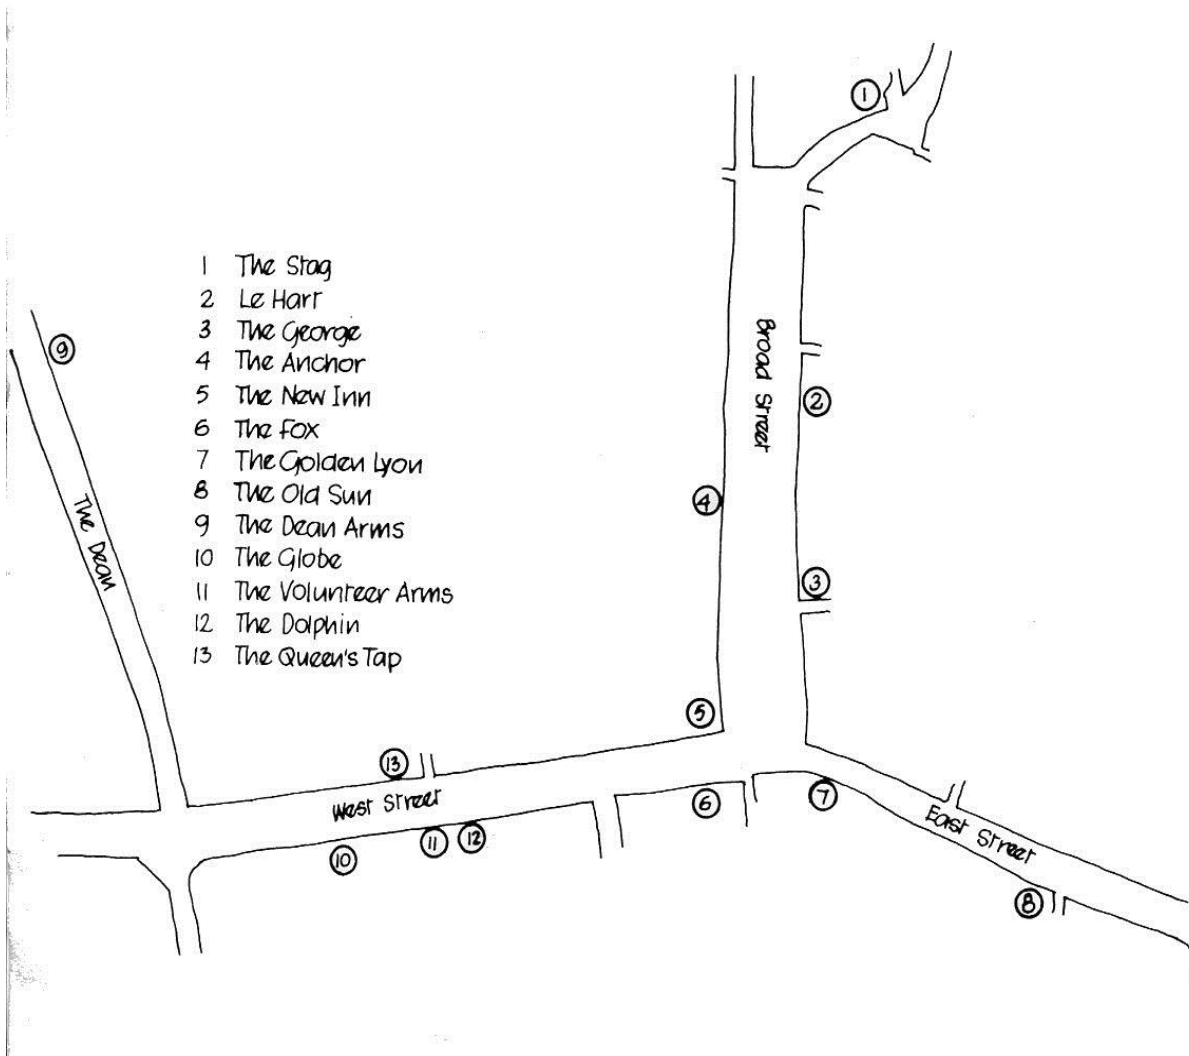 1
1 The Stag
2 Le Hart
3 The George
4 The Anchor
5 The New Inn
6 The Fox
7 The Golden Lyon
8 The Old Sun
9 The Dean Arms
10 The Globe
11 The Volunteer Arms
12 The Dolphin
13 The Queen's Tap
9
Broad Street
2
The Dean
4
3
5
13
West Street
6
7
East Street
10
11
12
8